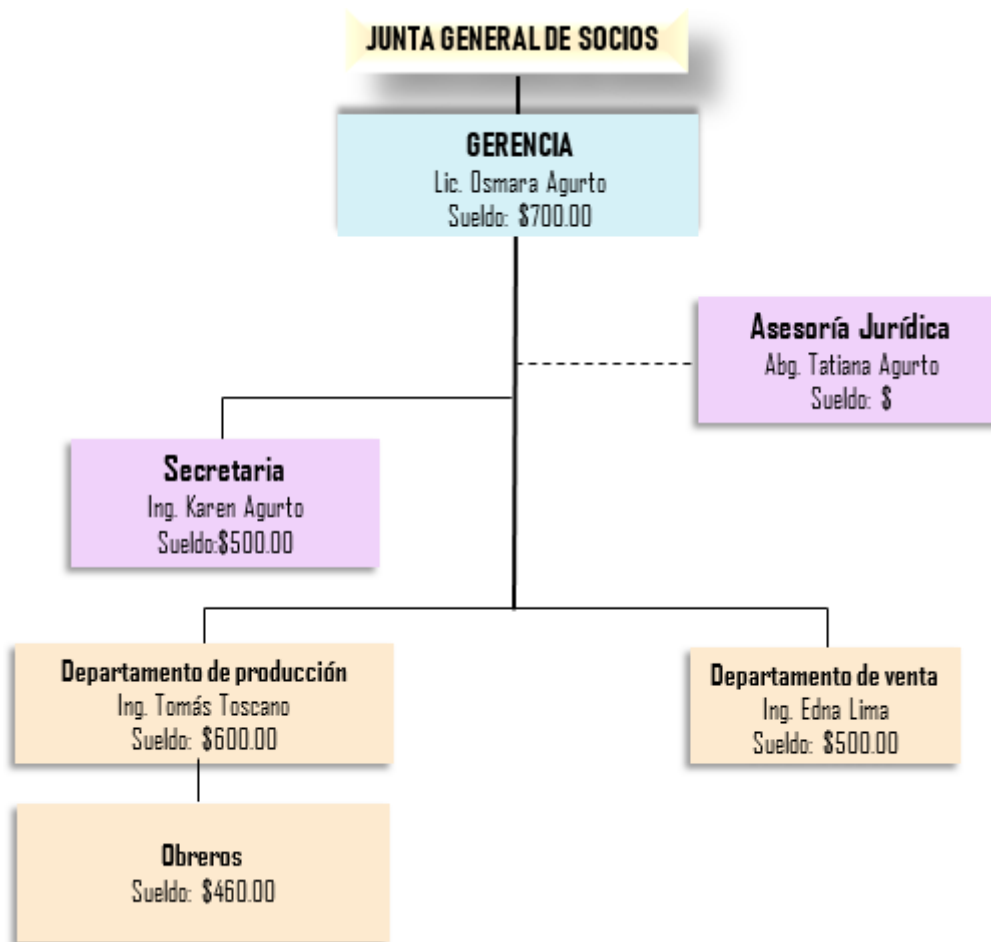 JUNTA GENERAL DE SOCIOS
GERENCIA
Lic. Osmara Agurto
Sueldo: $700.00
Asesoría Jurídica
Abg. Tatiana Agurto
Sueldo: $
Secretaria
Ing. Karen Agurto
Sueldo:$500.00
Departamento de producción
Ing. Tomás Toscano
Sueldo: $600.00
Departamento de venta
Ing. Edna Lima
Sueldo: $500.00
Obreros
Sueldo: $460.00